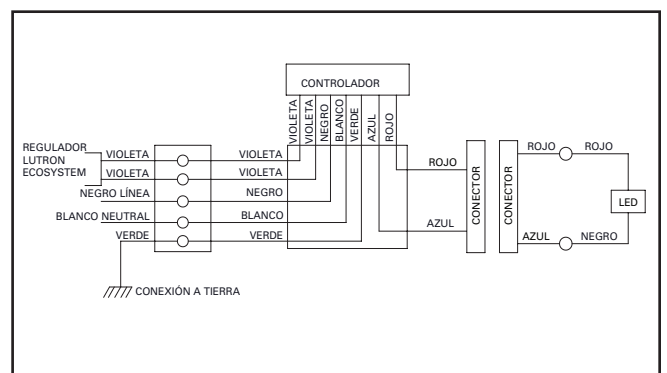 CONTROLADOR
VIOLETA
VIOLETA
NEGRO
BLANCO
VERDE
AZUL
ROJO
REGULADOR
LUTRON
ECOSYSTEM
VIOLETA
VIOLETA
VIOLETA
VIOLETA
NEGRO LÍNEA
NEGRO
BLANCO NEUTRAL
BLANCO
VERDE
VERDE
CONEXIÓN A TIERRA
ROJO
AZUL
CONECTOR
CONECTOR
ROJO
ROJO
LED
AZUL
NEGRO